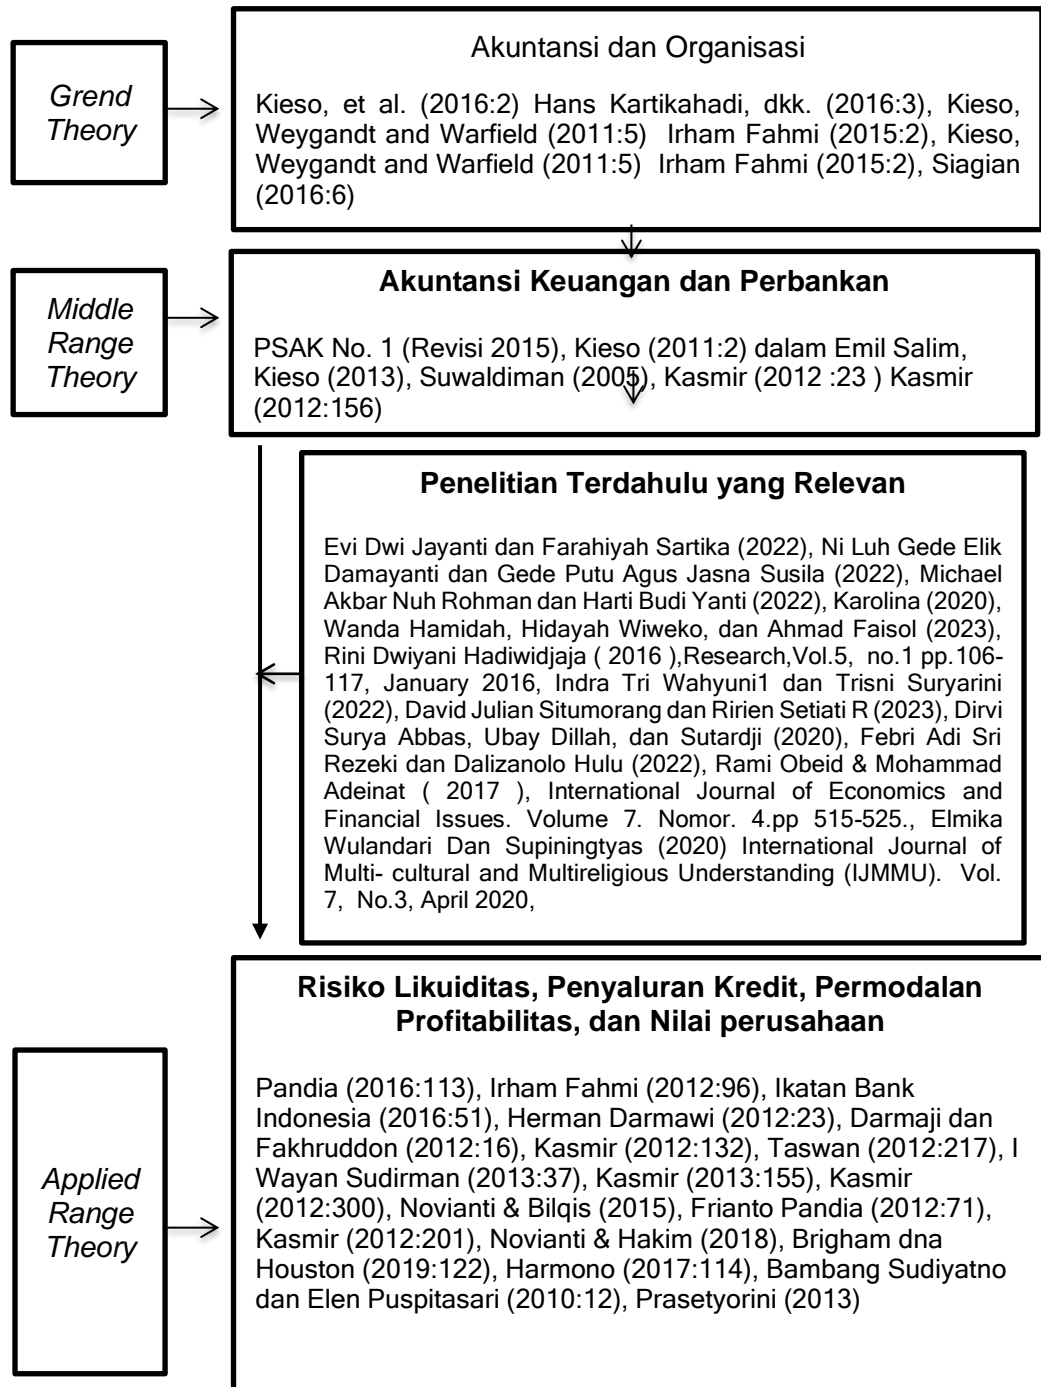 Grend
Theory
Akuntansi dan Organisasi
Kieso, et al. (2016:2) Hans Kartikahadi, dkk. (2016:3), Kieso,
Weygandt and Warfield (2011:5) Irham Fahmi (2015:2), Kieso,
Weygandt and Warfield (2011:5) Irham Fahmi (2015:2), Siagian
(2016:6)
Middle
Range
Theory
Akuntansi Keuangan dan Perbankan
PSAK No. 1 (Revisi 2015), Kieso (2011:2) dalam Emil Salim,
Kieso (2013), Suwaldiman (2005), Kasmir (2012 :23 ) Kasmir
(2012:156)
Penelitian Terdahulu yang Relevan
Evi Dwi Jayanti dan Farahiyah Sartika (2022), Ni Luh Gede Elik
Damayanti dan Gede Putu Agus Jasna Susila (2022), Michael
Akbar Nuh Rohman dan Harti Budi Yanti (2022), Karolina (2020),
Wanda Hamidah, Hidayah Wiweko, dan Ahmad Faisol (2023),
Rini Dwiyani Hadiwidjaja ( 2016 ),Research,Vol.5, no.1 pp.106-
117, January 2016, Indra Tri Wahyuni1 dan Trisni Suryarini
(2022), David Julian Situmorang dan Ririen Setiati R (2023), Dirvi
Surya Abbas, Ubay Dillah, dan Sutardji (2020), Febri Adi Sri
Rezeki dan Dalizanolo Hulu (2022), Rami Obeid & Mohammad
Adeinat ( 2017 ), International Journal of Economics and
Financial Issues. Volume 7. Nomor. 4.pp 515-525., Elmika
Wulandari Dan Supiningtyas (2020) International Journal of
Multi- cultural and Multireligious Understanding (IJMMU). Vol.
7, No.3, April 2020,
Applied
Range
Theory
Risiko Likuiditas, Penyaluran Kredit, Permodalan
Profitabilitas, dan Nilai perusahaan
Pandia (2016:113), Irham Fahmi (2012:96), Ikatan Bank
Indonesia (2016:51), Herman Darmawi (2012:23), Darmaji dan
Fakhruddon (2012:16), Kasmir (2012:132), Taswan (2012:217), I
Wayan Sudirman (2013:37), Kasmir (2013:155), Kasmir
(2012:300), Novianti & Bilqis (2015), Frianto Pandia (2012:71),
Kasmir (2012:201), Novianti & Hakim (2018), Brigham dna
Houston (2019:122), Harmono (2017:114), Bambang Sudiyatno
dan Elen Puspitasari (2010:12), Prasetyorini (2013)